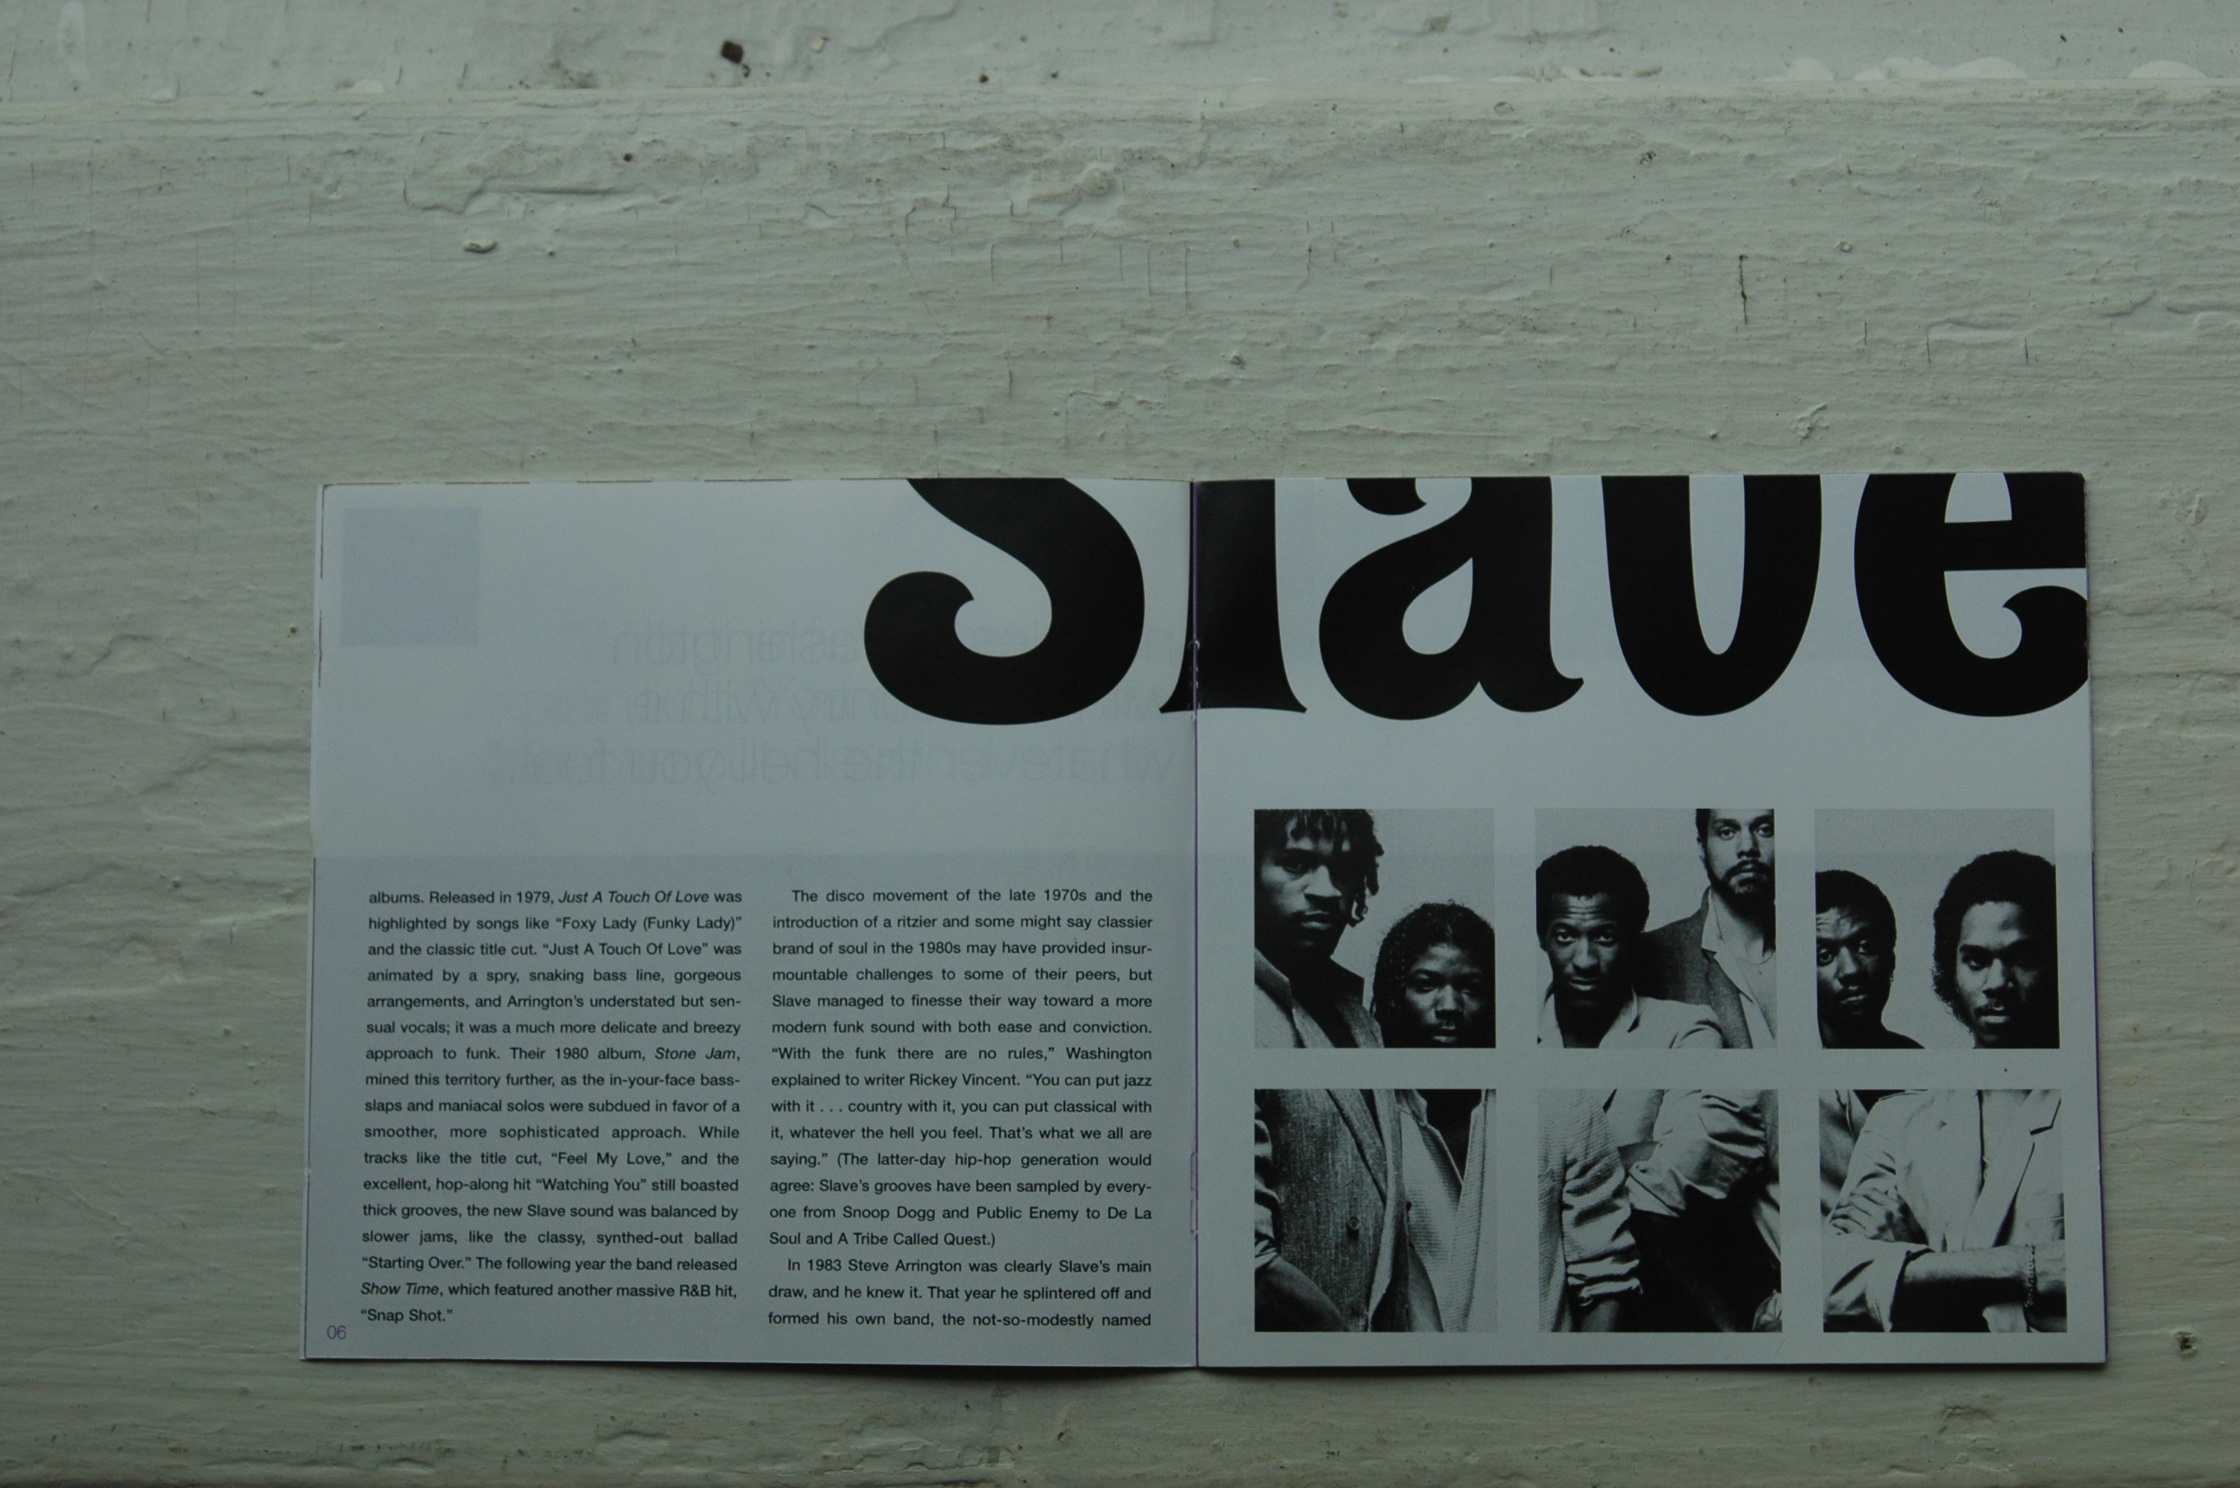 Slave
albums. Released in 1979, Just A Touch Of Love was
highlighted by songs like “Foxy Lady (Funky Lady)”
and the classic title cut. “Just A Touch Of Love” was
animated by a spry, snaking bass line, gorgeous
arrangements, and Arrington’s understated but sen-
sual vocals; it was a much more delicate and breezy
approach to funk. Their 1980 album, Stone Jam,
mined this territory further, as the in-your-face bass-
slaps and maniacal solos were subdued in favor of a
smoother, more sophisticated approach. While
tracks like the title cut, “Feel My Love,” and the
excellent, hop-along hit “Watching You” still boasted
thick grooves, the new Slave sound was balanced by
slower jams, like the classy, synthed-out ballad
“Starting Over.” The following year the band released
Show Time, which featured another massive R&B hit,
“Snap Shot.”
06
The disco movement of the late 1970s and the
introduction of a ritzier and some might say classier
brand of soul in the 1980s may have provided insur-
mountable challenges to some of their peers, but
Slave managed to finesse their way toward a more
modern funk sound with both ease and conviction.
“With the funk there are no rules,” Washington
explained to writer Rickey Vincent. “You can put jazz
with it . . . country with it, you can put classical with
it, whatever the hell you feel. That’s what we all are
saying.” (The latter-day hip-hop generation would
agree: Slave’s grooves have been sampled by every-
one from Snoop Dogg and Public Enemy to De La
Soul and A Tribe Called Quest.)
In 1983 Steve Arrington was clearly Slave’s main
draw, and he knew it. That year he splintered off and
formed his own band, the not-so-modestly named